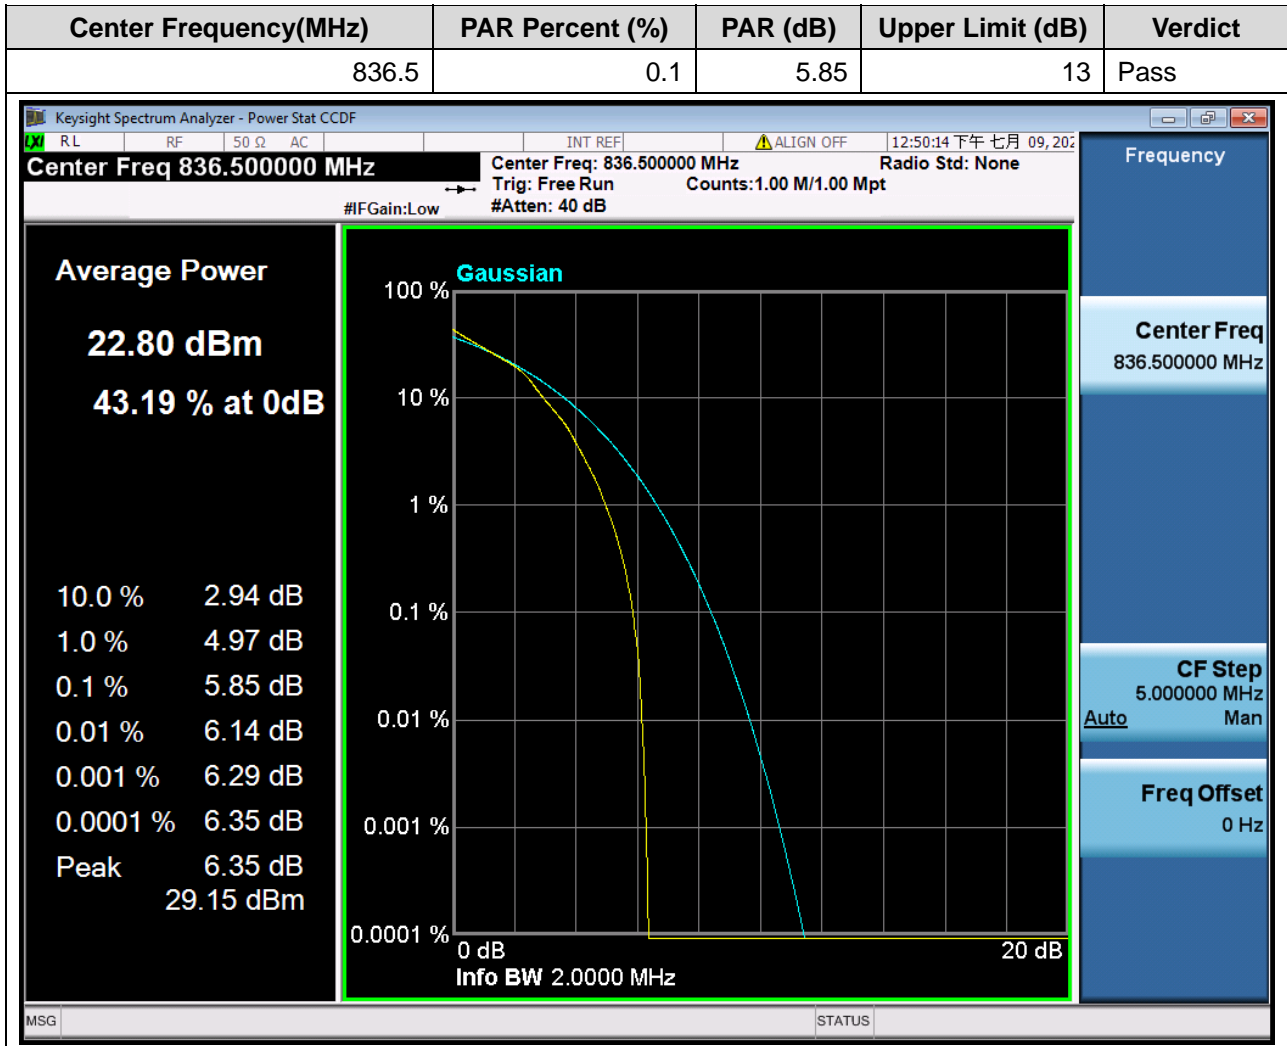 Center Frequency(MHz) PAR Percent (%) PAR (dB) Upper Limit (dB) Verdict
836.5 0.1 5.85 13 Pass
Keysight Spectrum Analyzer - Power Stat CCDF
LXI RL RF 50 Ω AC INT REF ALIGN OFF 12:50:14 下午 七月 09, 202
Center Freq 836.500000 MHz
Center Freq: 836.500000 MHz Radio Std: None
Trig: Free Run Counts:1.00 M/1.00 Mpt
#IFGain:Low #Atten: 40 dB
Average Power
22.80 dBm
43.19 % at 0dB
10.0 % 2.94 dB
1.0 % 4.97 dB
0.1 % 5.85 dB
0.01 % 6.14 dB
0.001 % 6.29 dB
0.0001 % 6.35 dB
Peak 6.35 dB
29.15 dBm
Gaussian
100 %
10 %
1 %
0.1 %
0.01 %
0.001 %
0.0001 %
0 dB 20 dB
Info BW 2.0000 MHz
Frequency
Center Freq
836.500000 MHz
CF Step
5.000000 MHz
Auto Man
Freq Offset
0 Hz
MSG STATUS